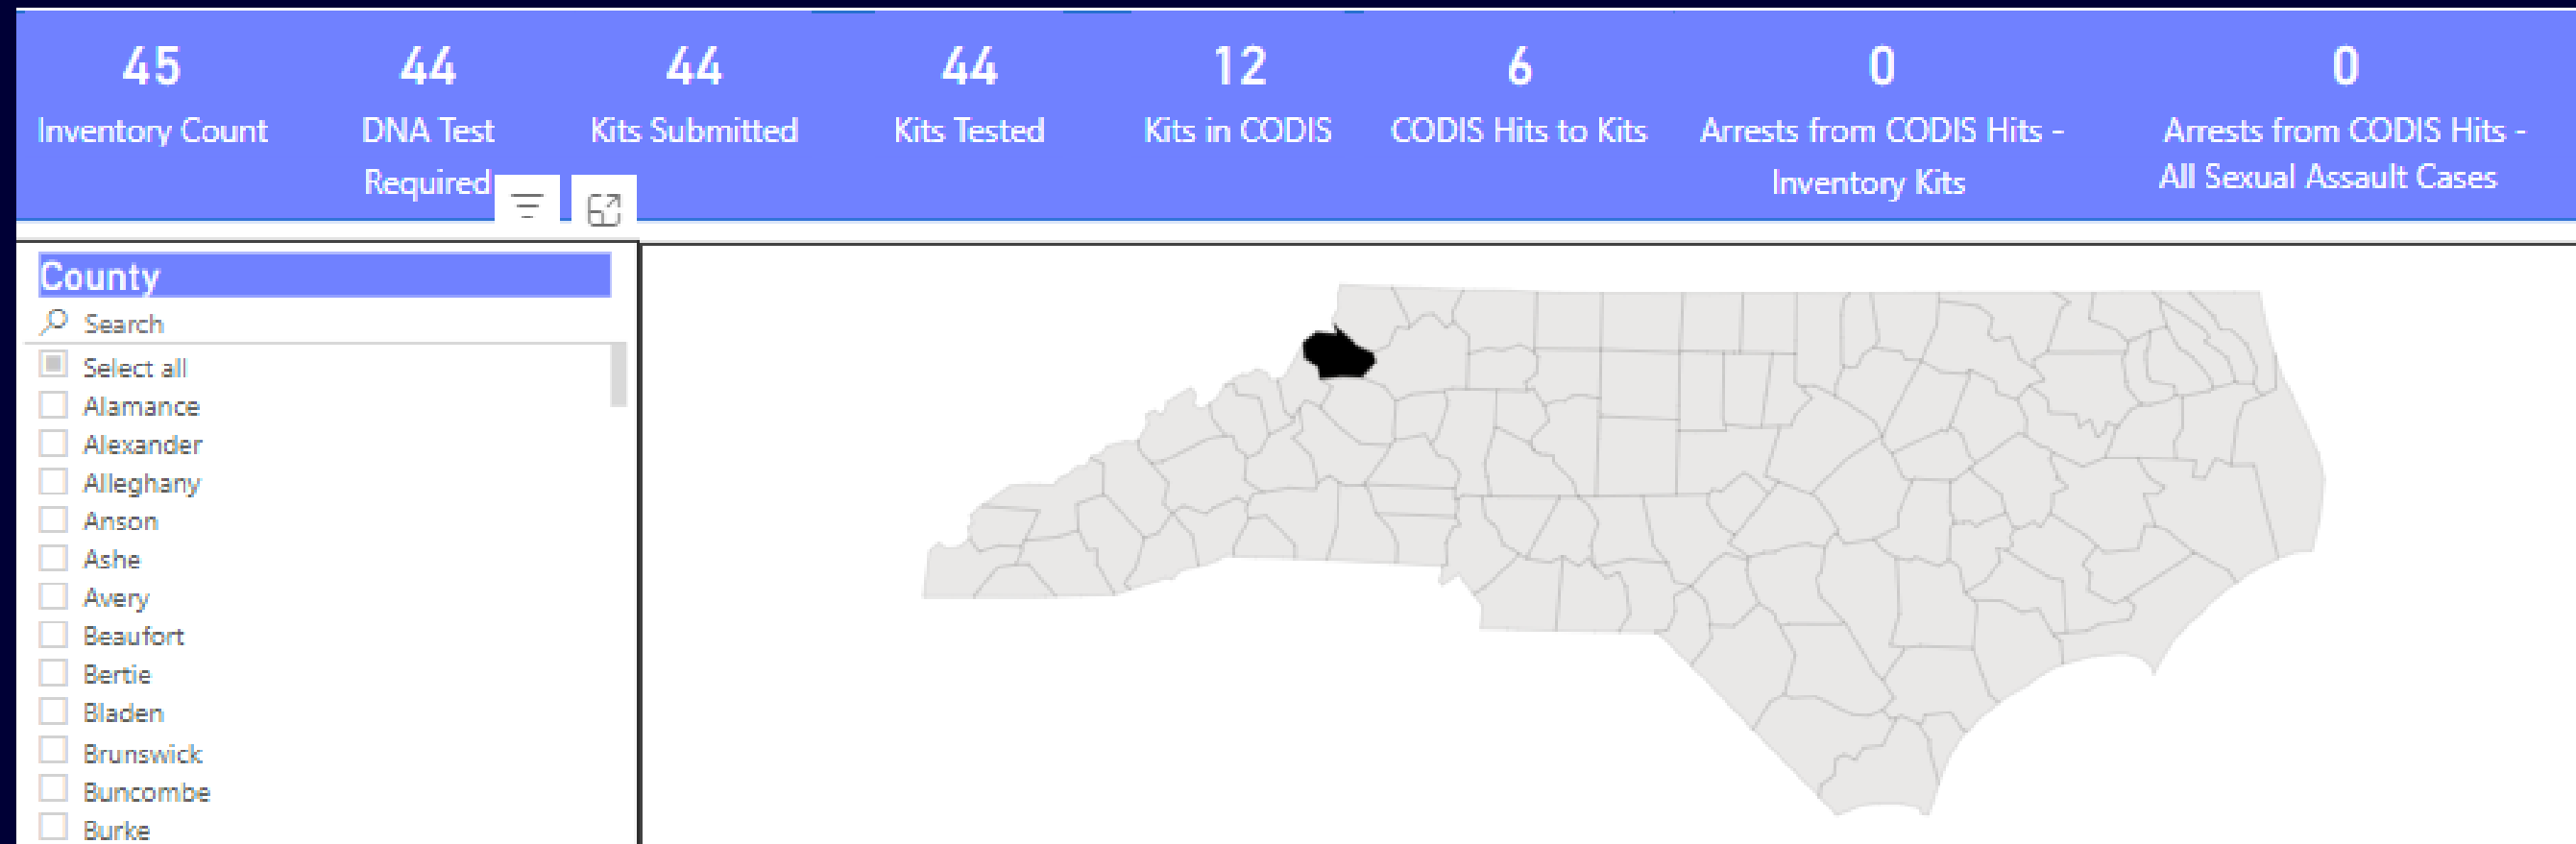 45 44 44 44 12 6 0 0
Inventory Count DNA Test Kits Submitted Kits Tested Kits in CODIS CODIS Hits to Kits Arrests from CODIS Hits - Arrests from CODIS Hits -
Required Inventory Kits All Sexual Assault Cases
County
Search
Select all
Alamance
Alexander
Alleghany
Anson
Ashe
Avery
Beaufort
Bertie
Bladen
Brunswick
Buncombe
Burke